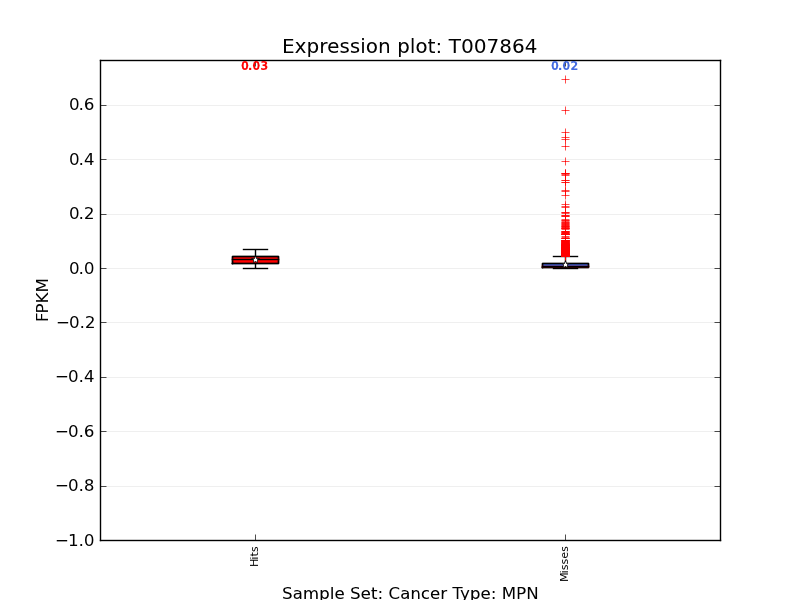 Expression plot: T007864
0.03
0.02
0.6
0.4
0.2
0.0
−0.2
−0.4
−0.6
−0.8
−1.0
FPKM
Hits
Misses
Sample Set: Cancer Type: MPN